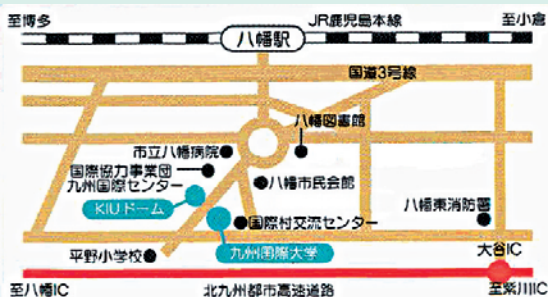 至博多
JR鹿児島本線
至小倉
八幡駅
国道3号線
八幡図書館
市立八幡病院
国際協力事業団
九州国際センター
八幡市民会館
KIUドーム
八幡東消防署
国際村交流センター
九州国際大学
平野小学校
大谷IC
至八幡IC
北九州都市高速道路
至紫川IC